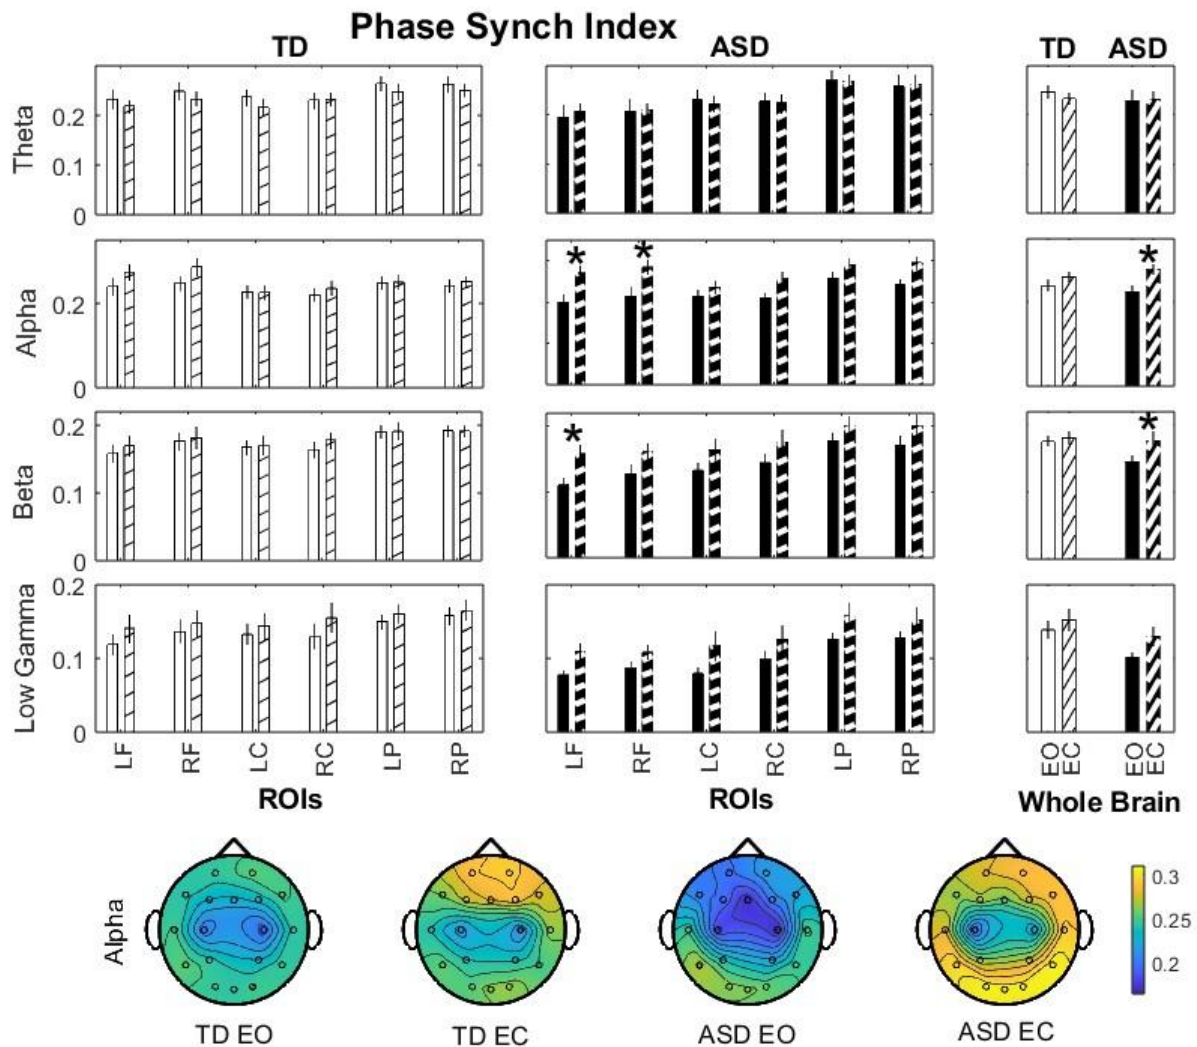 Phase Synch Index
TD
ASD
TD ASD
Theta
0.2
0.1
0
Alpha
*
*
*
0.2
0
Beta
*
*
0.2
0.1
0
Low Gamma
0.2
0.1
0
LF RF LC RC LP RP
LF RF LC RC LP RP
EO EC EO EC
ROIs
ROIs
Whole Brain
Alpha
0.3
0.25
0.2
TD EO
TD EC
ASD EO
ASD EC